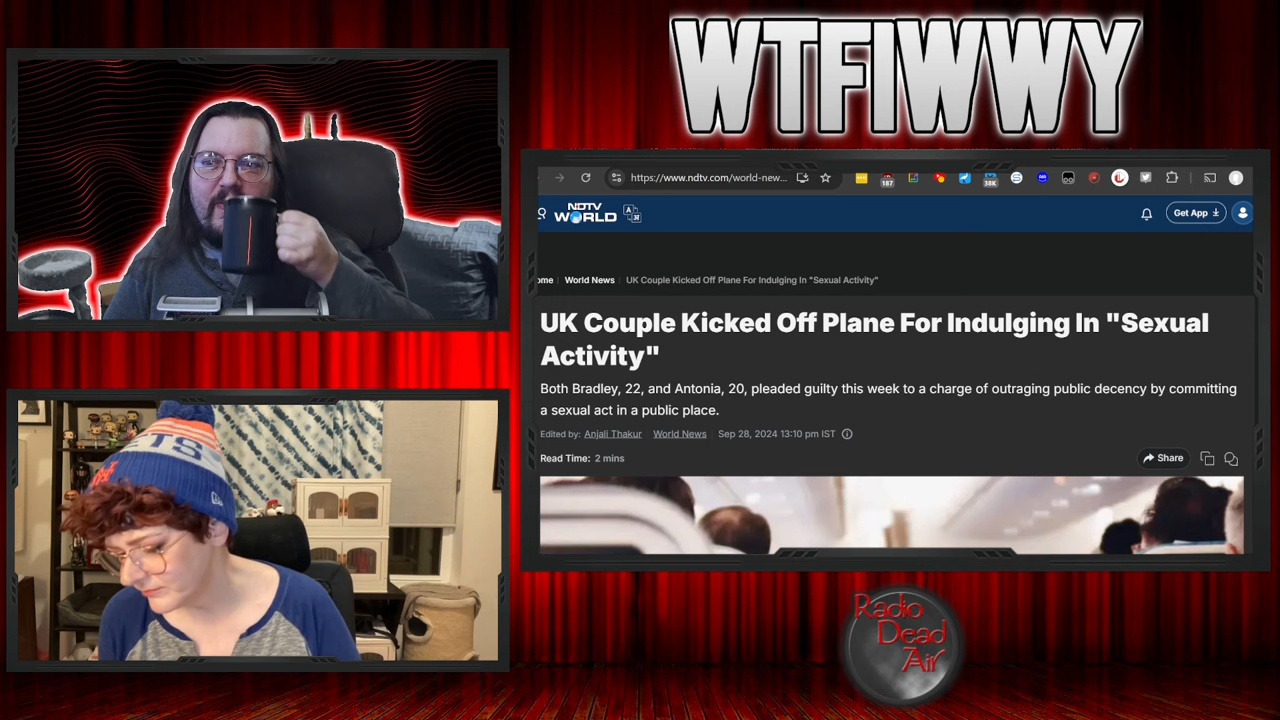 WTFIWWY
https://www.ndtv.com/world-new...
187
38K
NDTV
WORLD
Get App
ome
World News
UK Couple Kicked Off Plane For Indulging In "Sexual Activity"
UK Couple Kicked Off Plane For Indulging In "Sexual
Activity"
Both Bradley, 22, and Antonia, 20, pleaded guilty this week to a charge of outraging public decency by committing
a sexual act in a public place.
Edited by: Anjali Thakur
World News
Sep 28, 2024 13:10 pm IST
Read Time: 2 mins
Share
ETS
Radio
Dead
Air